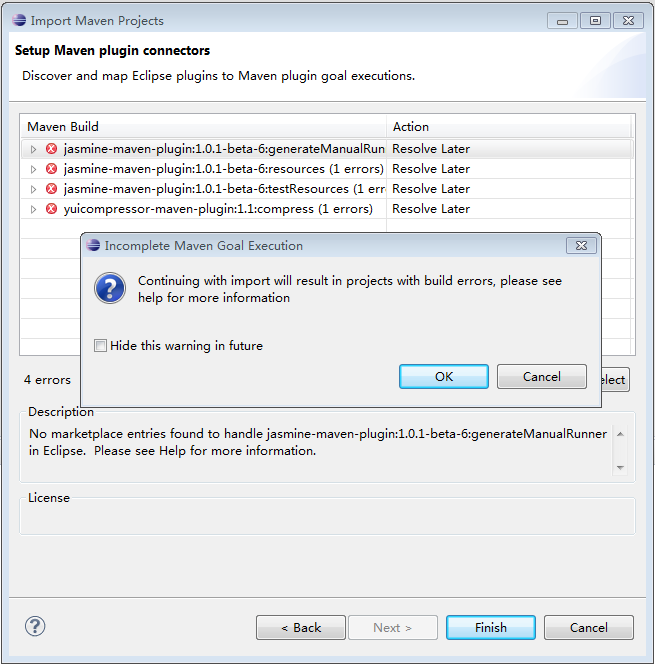 Import Maven Projects
Setup Maven plugin connectors
Discover and map Eclipse plugins to Maven plugin goal executions.
Maven Build Action
jasmine-maven-plugin:1.0.1-beta-6:generateManualRun Resolve Later
jasmine-maven-plugin:1.0.1-beta-6:resources (1 errors) Resolve Later
jasmine-maven-plugin:1.0.1-beta-6:testResources (1 err Resolve Later
yuicompressor-maven-plugin:1.1:compress (1 errors) Resolve Later
Incomplete Maven Goal Execution
Continuing with import will result in projects with build errors, please see
help for more information
Hide this warning in future
OK Cancel
4 errors elect
Description
No marketplace entries found to handle jasmine-maven-plugin:1.0.1-beta-6:generateManualRunner
in Eclipse.  Please see Help for more information.
License
? < Back Next > Finish Cancel